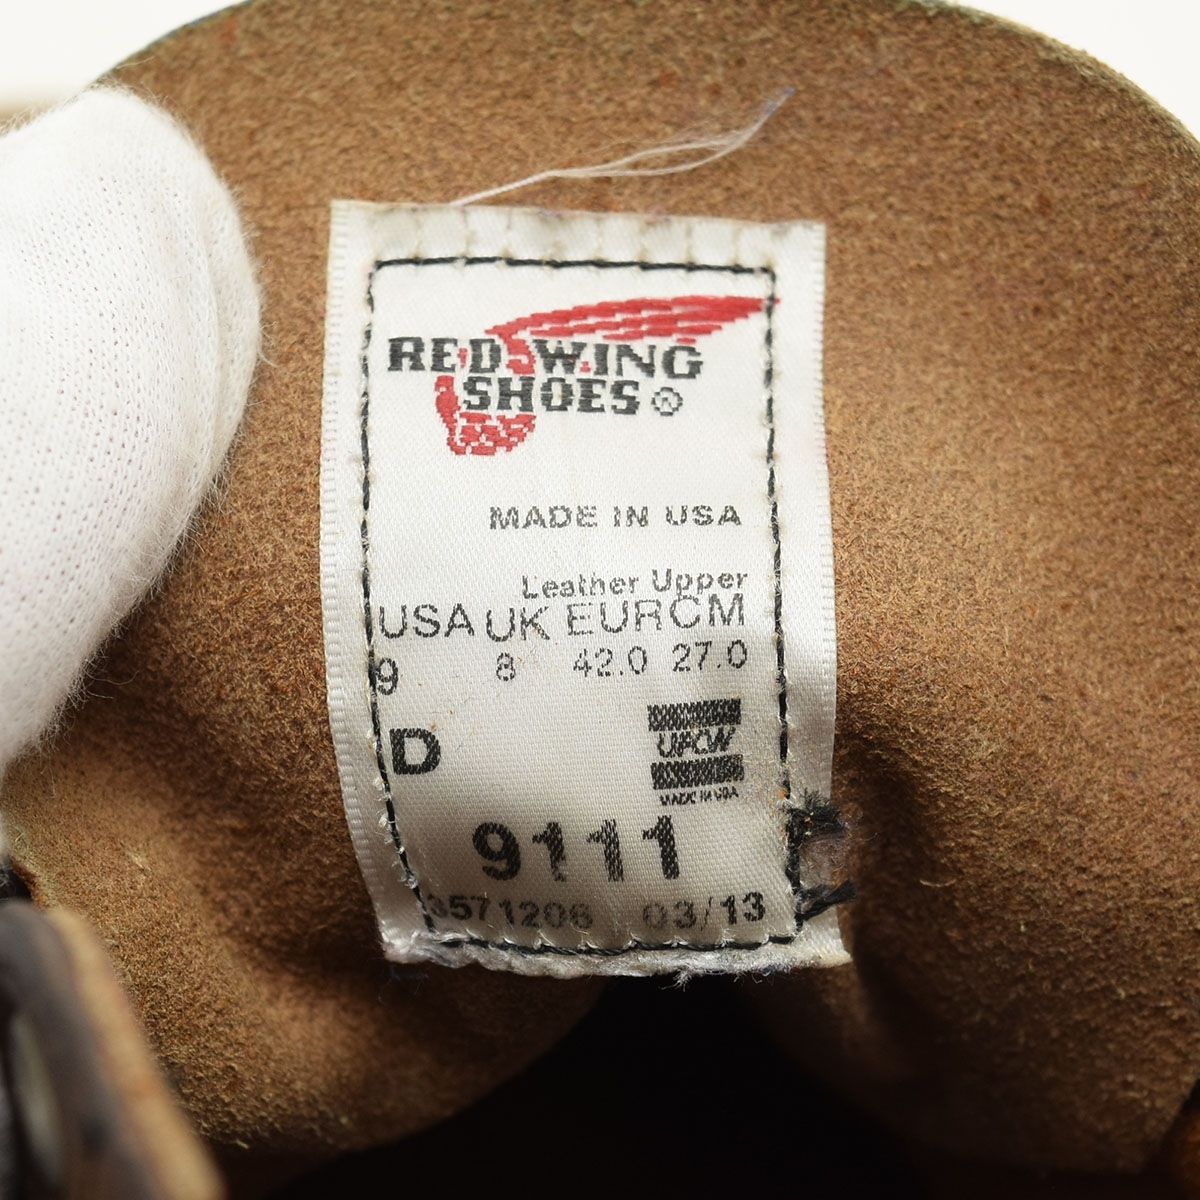 RED WING
SHOES ®
MADE IN USA
Leather Upper
USA UK EUR CM
9 8 42.0 27.0
D
UFCW
MADE IN USA
9111
3571206 03/13